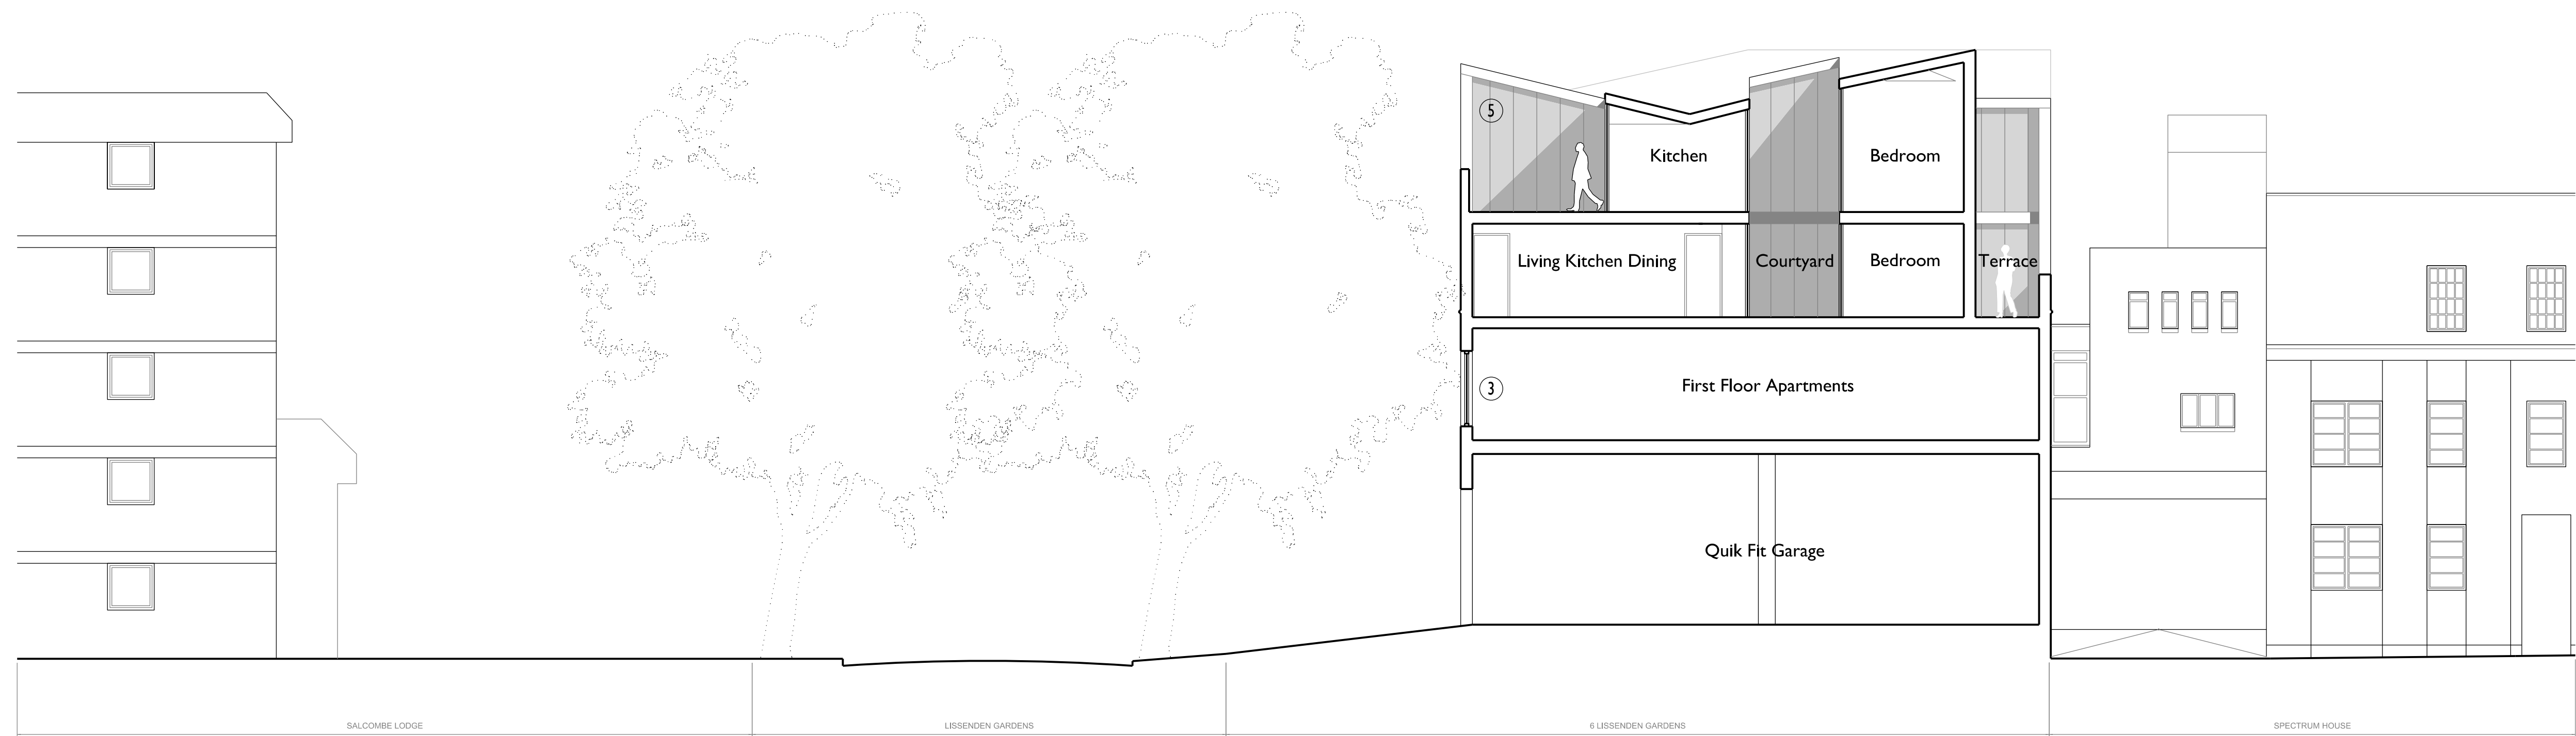 5
Kitchen
Bedroom
Living Kitchen Dining
Courtyard
Bedroom
Terrace
3
First Floor Apartments
Quik Fit Garage
SALCOMBE LODGE
LISSENDEN GARDENS
6 LISSENDEN GARDENS
SPECTRUM HOUSE